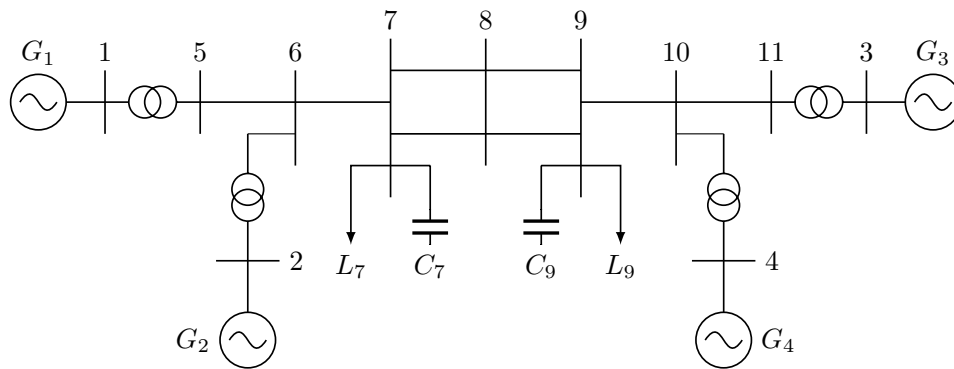 7 8 9
G₁ 1 5 6 10 11 3 G₃
2 L₇ C₇ C₉ L₉ 4
G₂ G₄